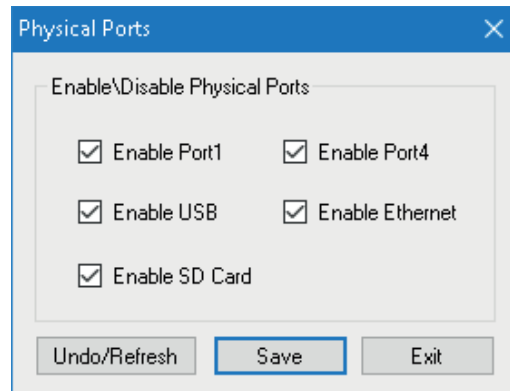 Physical Ports
Enable\Disable Physical Ports
Enable Port1 Enable Port4
Enable USB Enable Ethernet
Enable SD Card
Undo/Refresh Save Exit